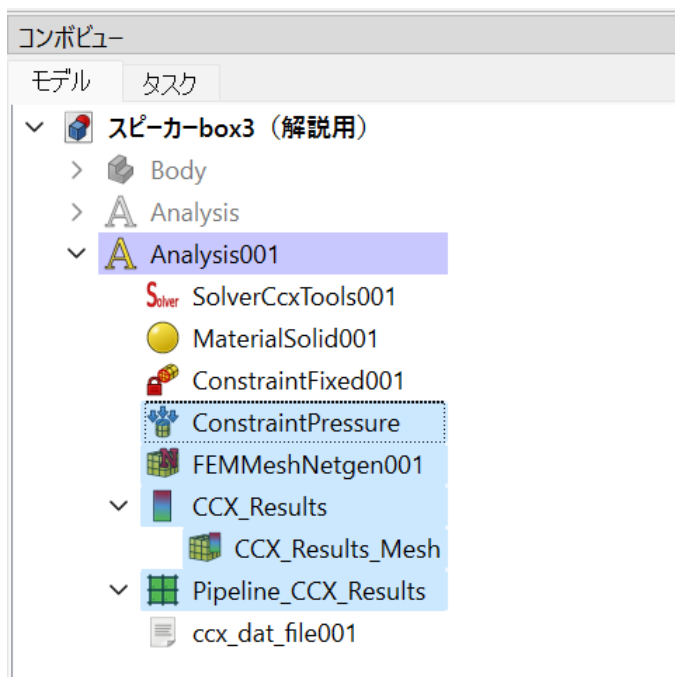 コンボビュー
モデル
タスク
スピーカーbox3（解説用）
Body
Analysis
Analysis001
Solver SolverCcxTools001
MaterialSolid001
ConstraintFixed001
ConstraintPressure
N FEMMeshNetgen001
CCX_Results
CCX_Results_Mesh
Pipeline_CCX_Results
ccx_dat_file001